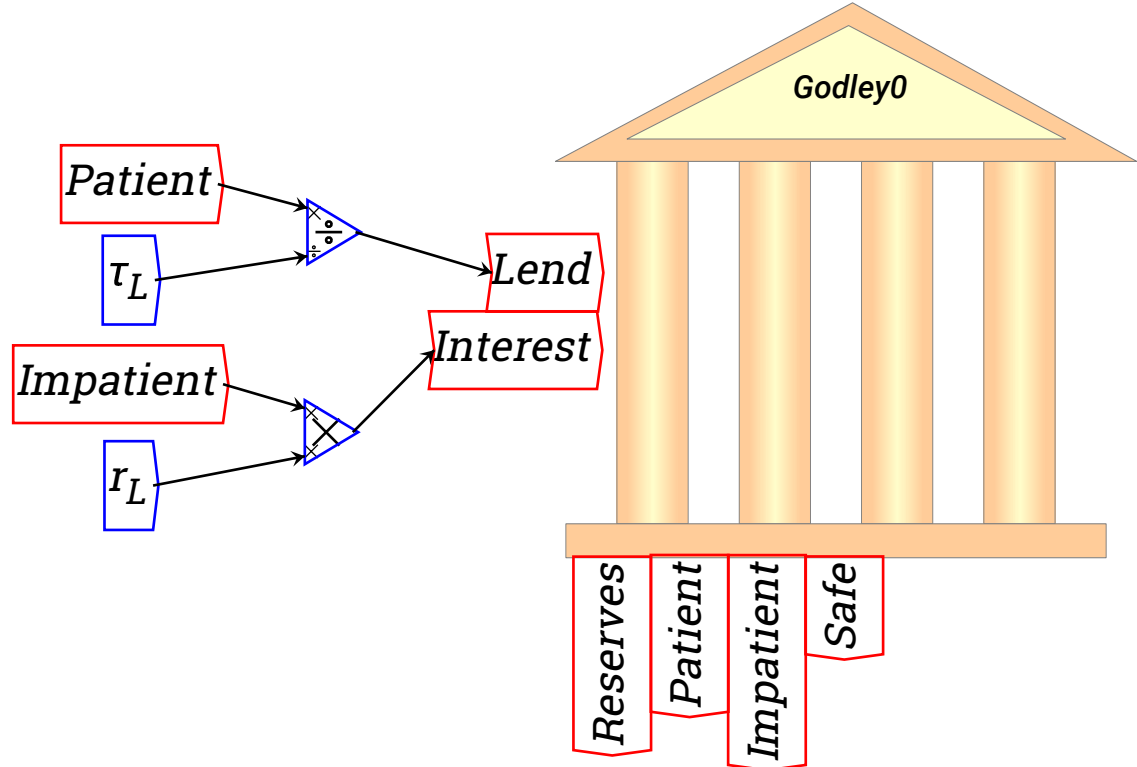 Godley0
Patient
τL
Lend
Interest
Impatient
rL
÷
×
÷
×
×
×
Reserves
Patient
Impatient
Safe